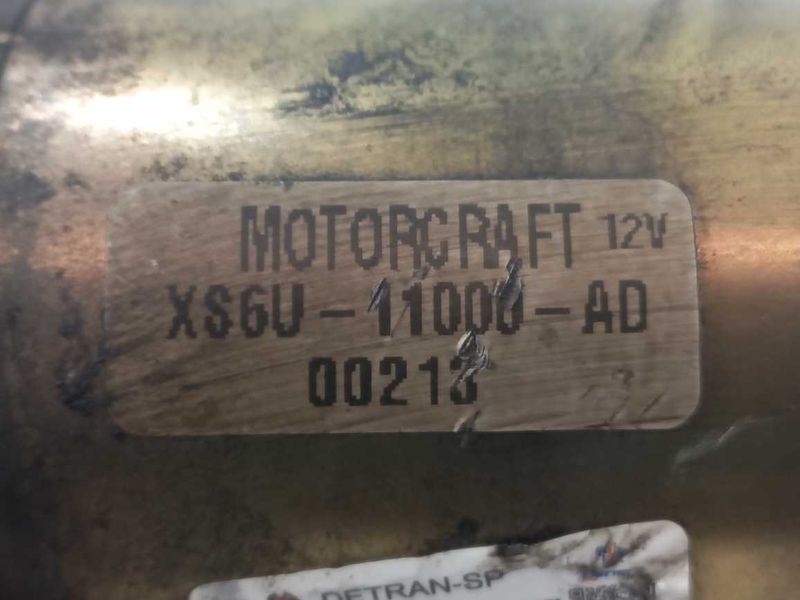 MOTORCRAFT 12V
XS6U-11000-AD
00213
DETRAN-SP